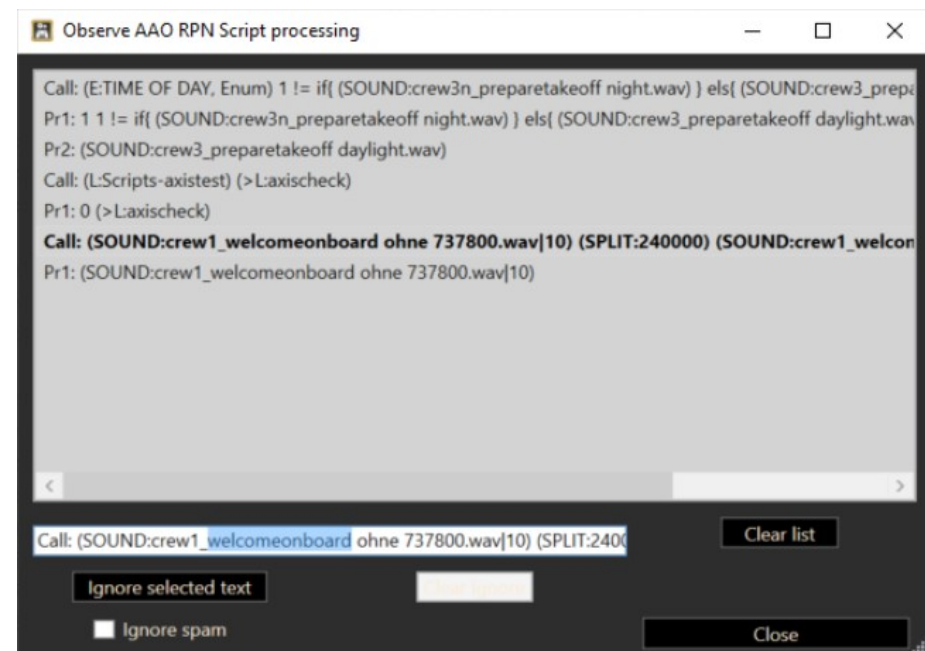 Observe AAO RPN Script processing
Call: (E:TIME OF DAY, Enum) 1 != if{ (SOUND:crew3n_preparetakeoff night.wav) } els{ (SOUND:crew3_prepa
Pr1: 1 1 != if{ (SOUND:crew3n_preparetakeoff night.wav) } els{ (SOUND:crew3_preparetakeoff daylight.wav
Pr2: (SOUND:crew3_preparetakeoff daylight.wav)
Call: (L:Scripts-axistest) (>L:axischeck)
Pr1: 0 (>L:axischeck)
Call: (SOUND:crew1_welcomeonboard ohne 737800.wav|10) (SPLIT:240000) (SOUND:crew1_welcom
Pr1: (SOUND:crew1_welcomeonboard ohne 737800.wav|10)
Call: (SOUND:crew1_welcomeonboard ohne 737800.wav|10) (SPLIT:2400
Clear list
Ignore selected text
Clear Ignore
Ignore spam
Close